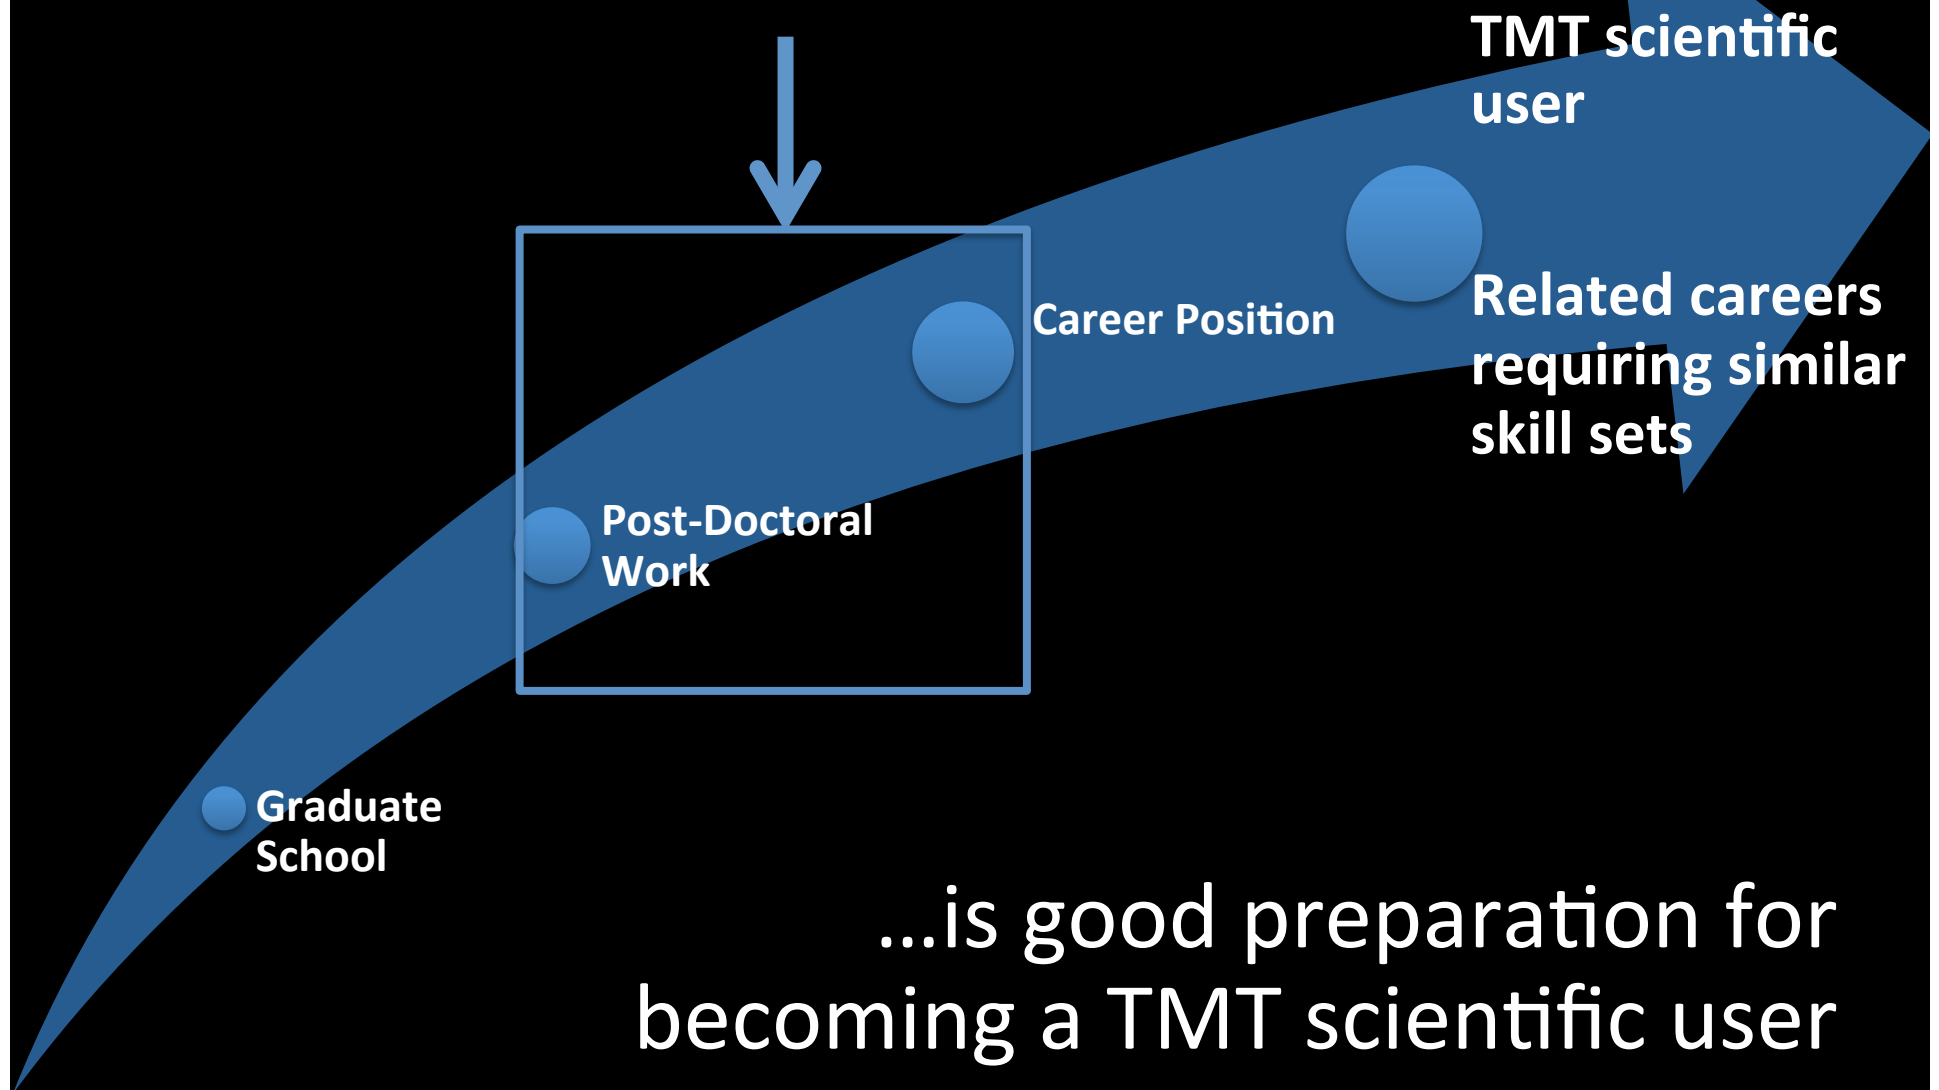 TMT scientific
user
Related careers
requiring similar
skill sets
Career Position
Post-Doctoral
Work
Graduate
School
...is good preparation for
becoming a TMT scientific user